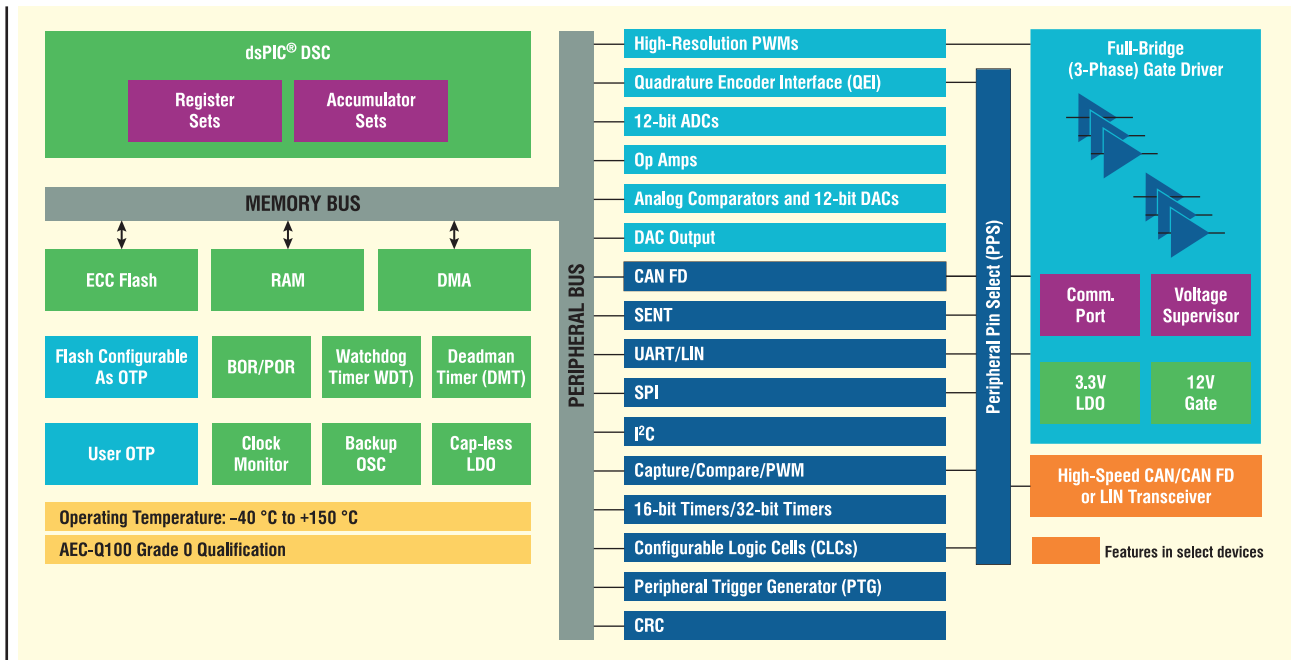 dsPIC® DSC
Register
Sets
Accumulator
Sets
MEMORY BUS
ECC Flash
RAM
DMA
Flash Configurable
As OTP
BOR/POR
Watchdog
Timer WDT)
Deadman
Timer (DMT)
User OTP
Clock
Monitor
Backup
OSC
Cap-less
LDO
Operating Temperature: –40 °C to +150 °C
AEC-Q100 Grade 0 Qualification
PERIPHERAL BUS
High-Resolution PWMs
Quadrature Encoder Interface (QEI)
12-bit ADCs
Op Amps
Analog Comparators and 12-bit DACs
DAC Output
CAN FD
SENT
UART/LIN
SPI
I²C
Capture/Compare/PWM
16-bit Timers/32-bit Timers
Configurable Logic Cells (CLCs)
Peripheral Trigger Generator (PTG)
CRC
Peripheral Pin Select (PPS)
Full-Bridge
(3-Phase) Gate Driver
Comm.
Port
Voltage
Supervisor
3.3V
LDO
12V
Gate
High-Speed CAN/CAN FD
or LIN Transceiver
Features in select devices